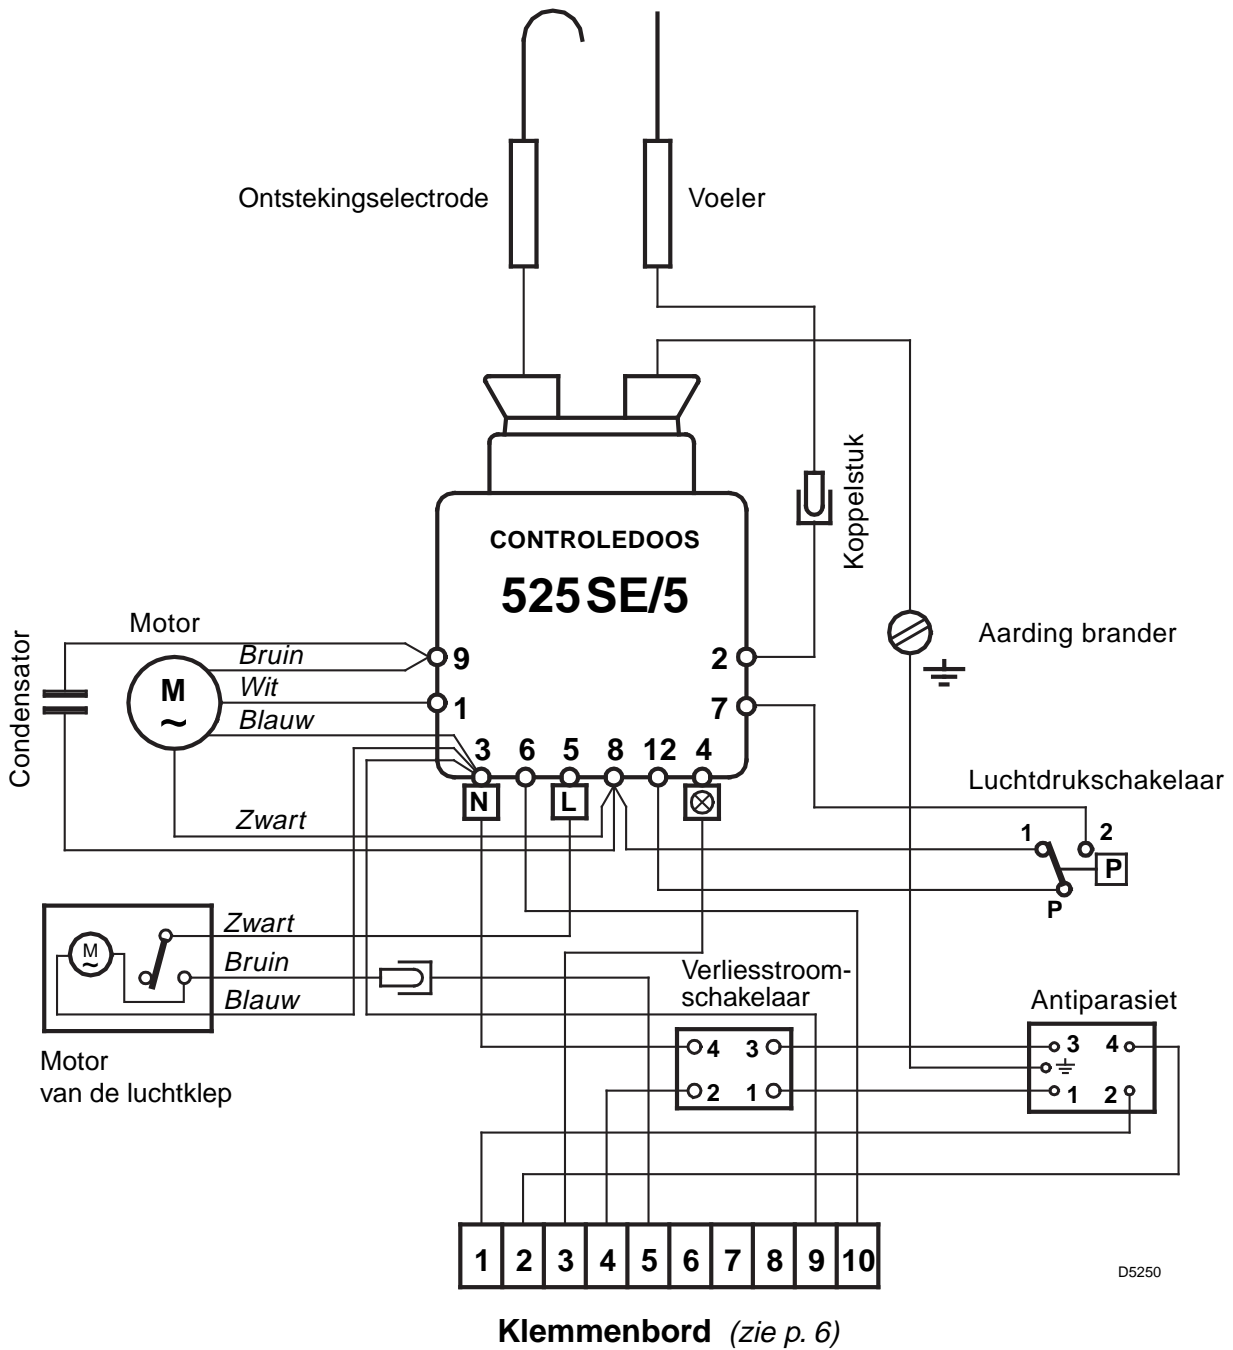 Ontstekingselectrode
Voeler
Koppelstuk
CONTROLEDOOS
525 SE/5
Motor
Condensator
Bruin
Wit
Blauw
M
~
9
1
2
7
3 6 5 8 12 4
N L
Aarding brander
Luchtdrukschakelaar
1 2
P
P
Zwart
Zwart
Bruin
Blauw
M
~
Motor
van de luchtklep
Verliesstroom-
schakelaar
4 3
2 1
Antiparasiet
3 4
1 2
1 2 3 4 5 6 7 8 9 10
D5250
Klemmenbord (zie p. 6)